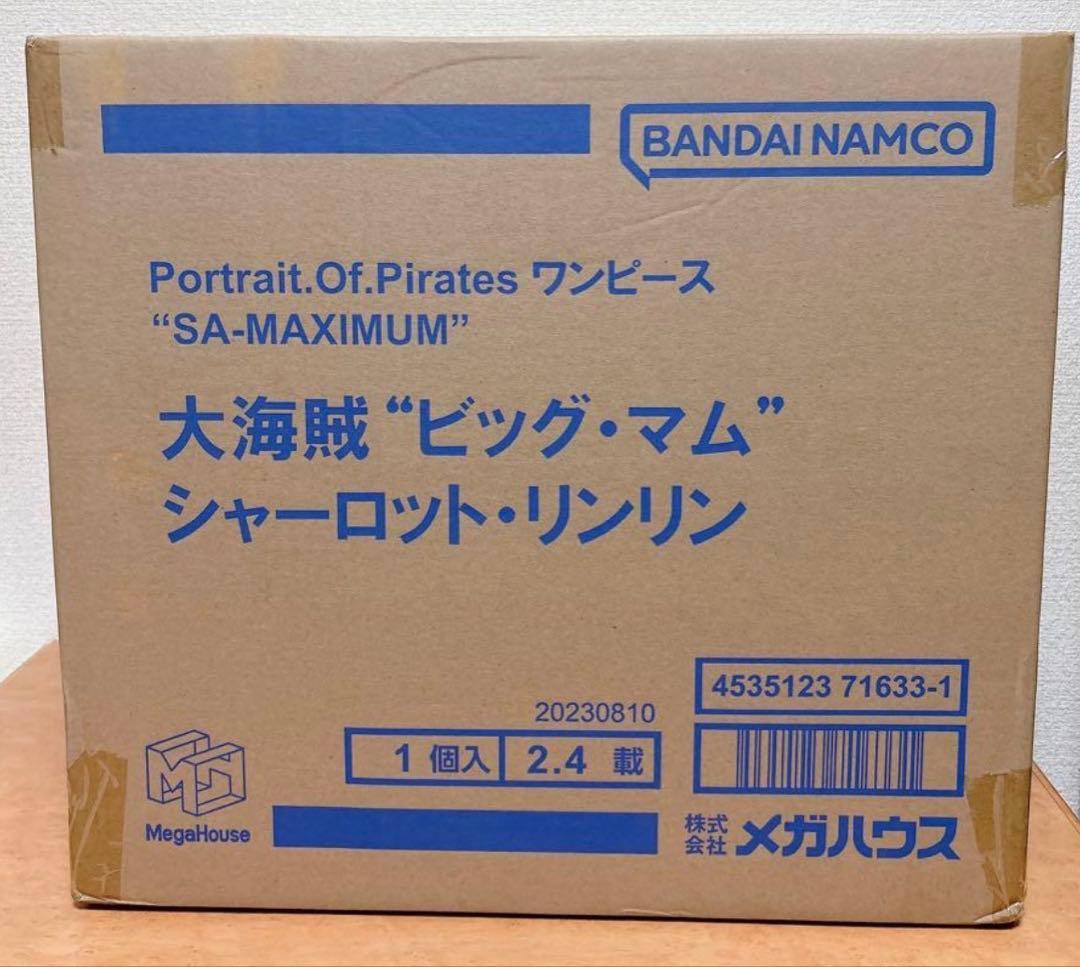 BANDAI NAMCO
Portrait.Of.Pirates ワンピース
“SA-MAXIMUM”
大海賊“ビッグ・マム”
シャーロット・リンリン
4535123 71633-1
20230810
1 個入 2.4 載
MegaHouse
株式会社 メガハウス